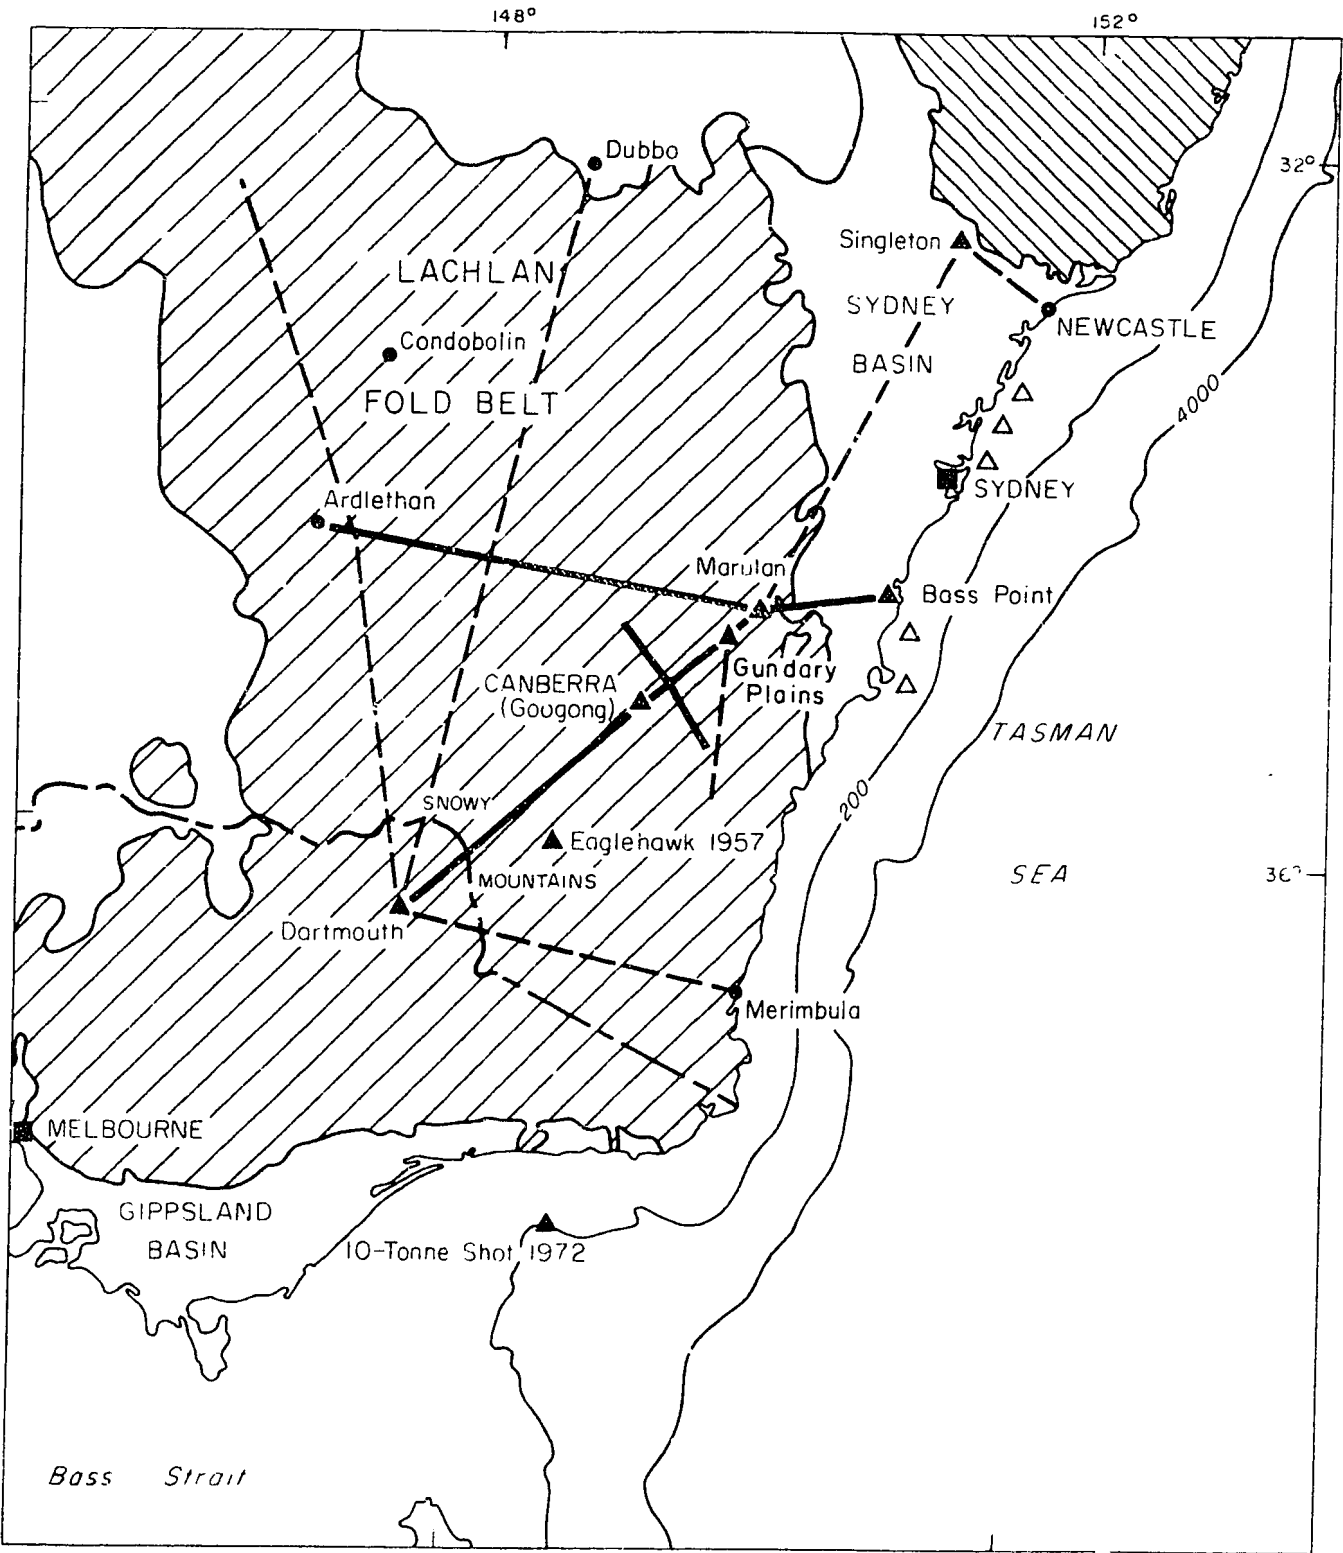 148°
152°
Dubbo
32°
Singleton
LACHLAN
SYDNEY
NEWCASTLE
Condobolin
BASIN
FOLD BELT
4000
SYDNEY
Ardlethan
Marulan
Bass Point
Gundary
Plains
CANBERRA
(Googong)
TASMAN
SNOWY
200
Eaglehawk 1957
SEA
36°
MOUNTAINS
Dartmouth
Merimbula
MELBOURNE
GIPPSLAND
BASIN
10-Tonne Shot 1972
Bass Strait